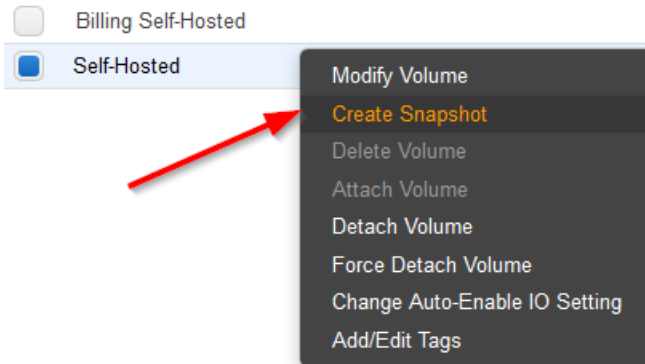 Billing Self-Hosted
Self-Hosted
Modify Volume
Create Snapshot
Delete Volume
Attach Volume
Detach Volume
Force Detach Volume
Change Auto-Enable IO Setting
Add/Edit Tags